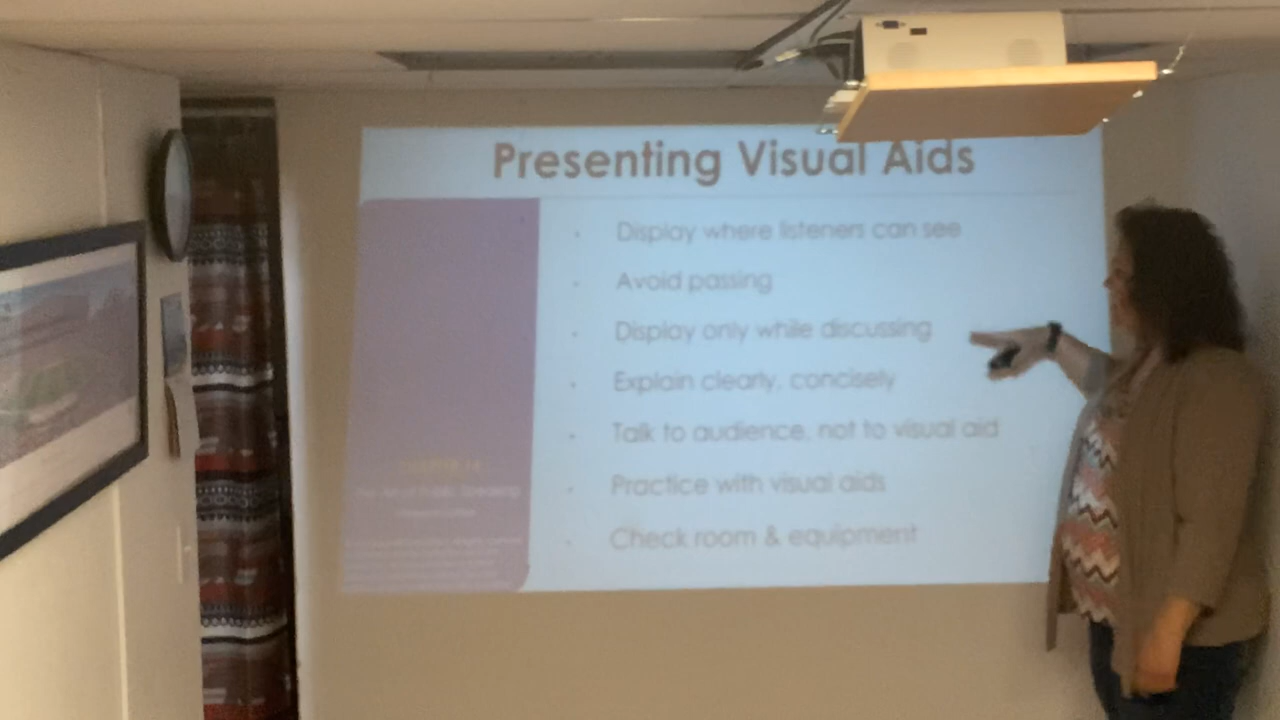 Presenting Visual Aids
Display where listeners can see
Avoid passing
Display only while discussing
Explain clearly, concisely
Talk to audience, not to visual aid
Practice with visual aids
Check room & equipment